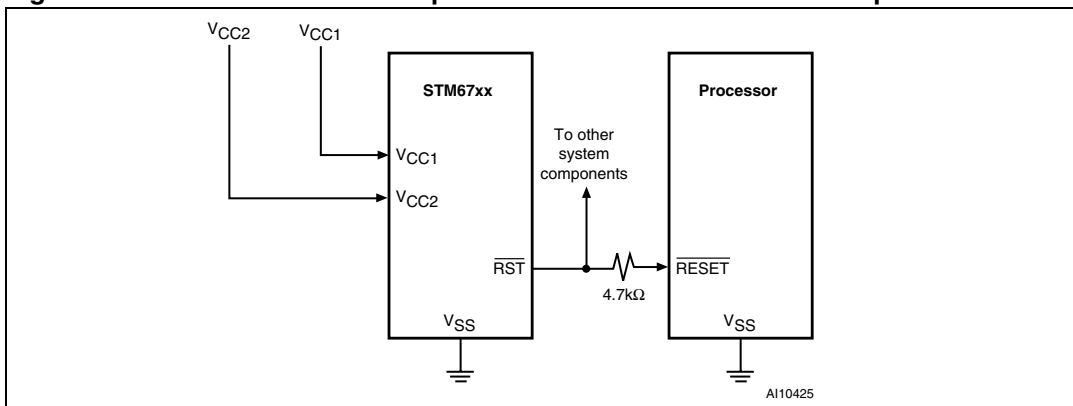 VCC2
VCC1
STM67xx
Processor
To other
system
components
VCC1
VCC2
RST
RESET
4.7kΩ
VSS
VSS
AI10425